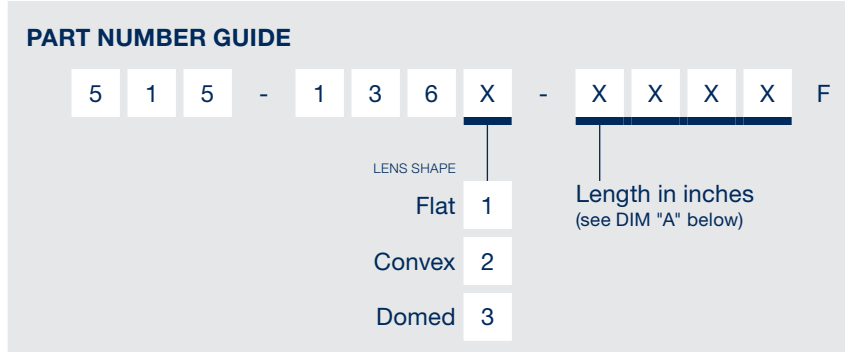 PART NUMBER GUIDE
5 1 5 - 1 3 6 X - X X X X F
LENS SHAPE
Flat 1
Length in inches
(see DIM "A" below)
Convex 2
Domed 3